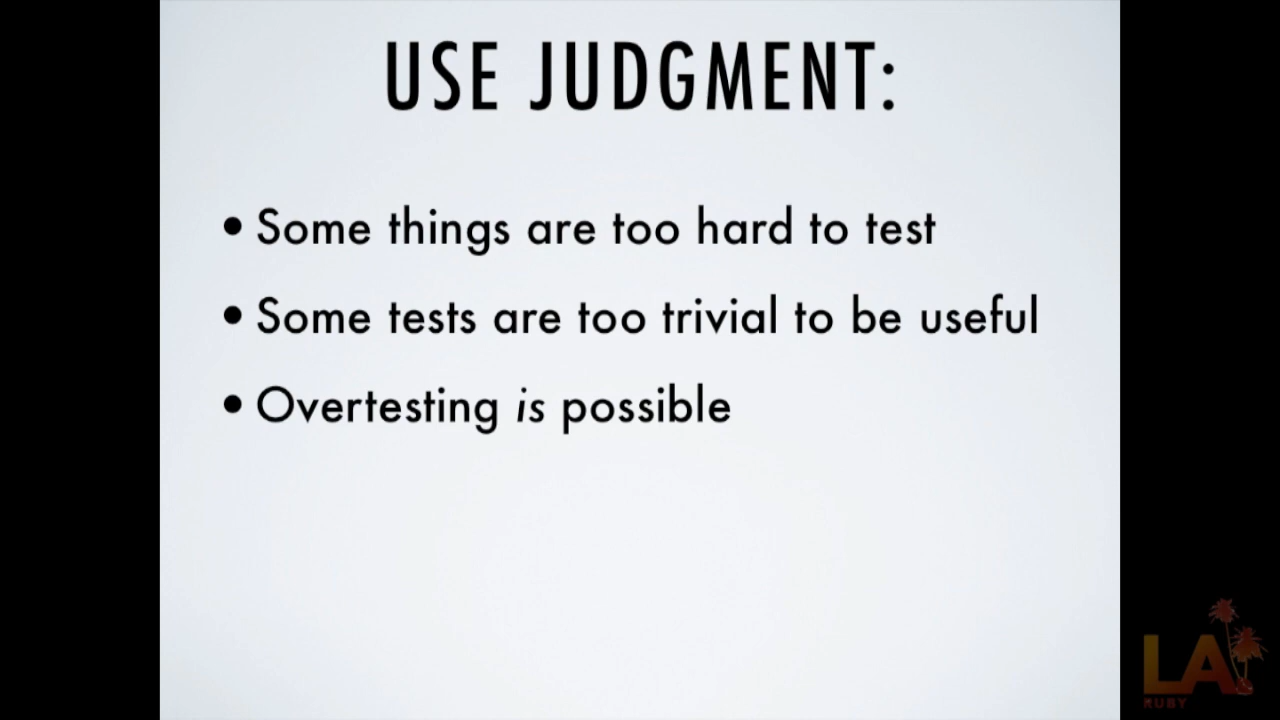 USE JUDGMENT:
• Some things are too hard to test
• Some tests are too trivial to be useful
• Overtesting is possible
LA
RUBY